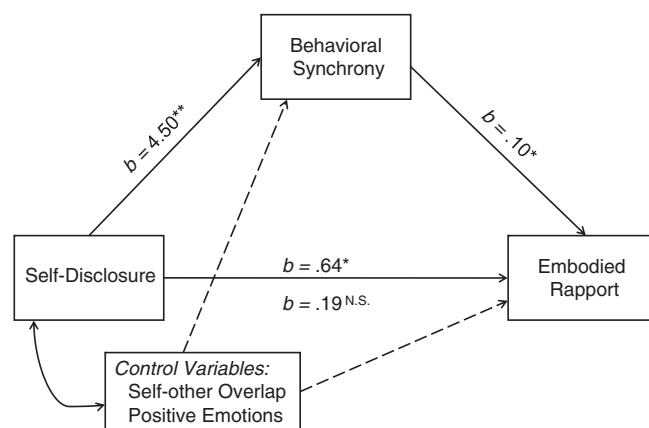 Behavioral
Synchrony
b = 4.50**
b = .10*
Self-Disclosure
b = .64*
b = .19 N.S.
Embodied
Rapport
Control Variables:
Self-other Overlap
Positive Emotions